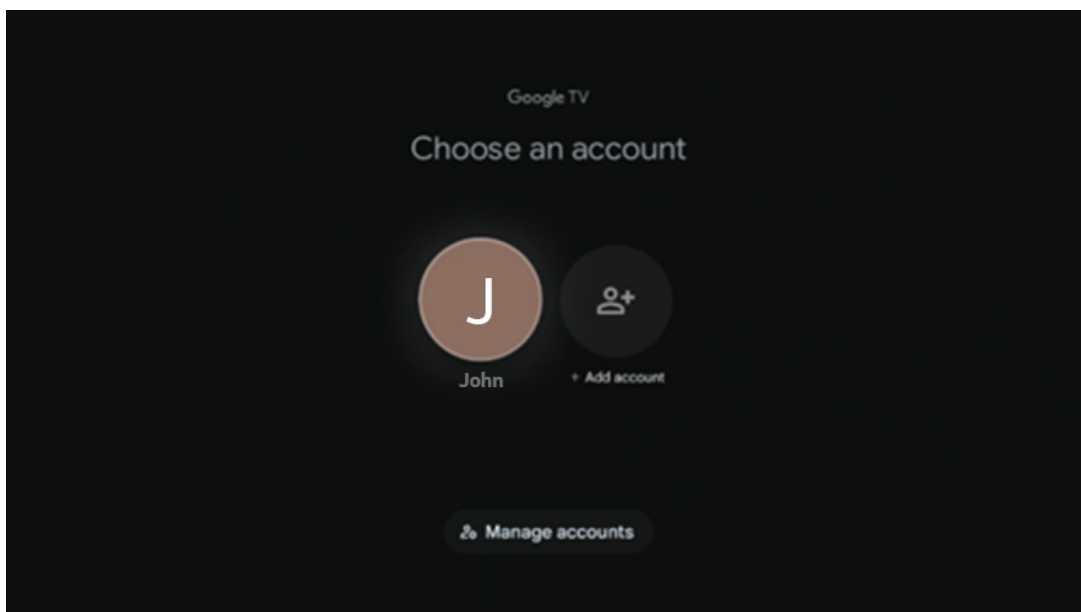 Google TV
Choose an account
J
John
+ Add account
Manage accounts